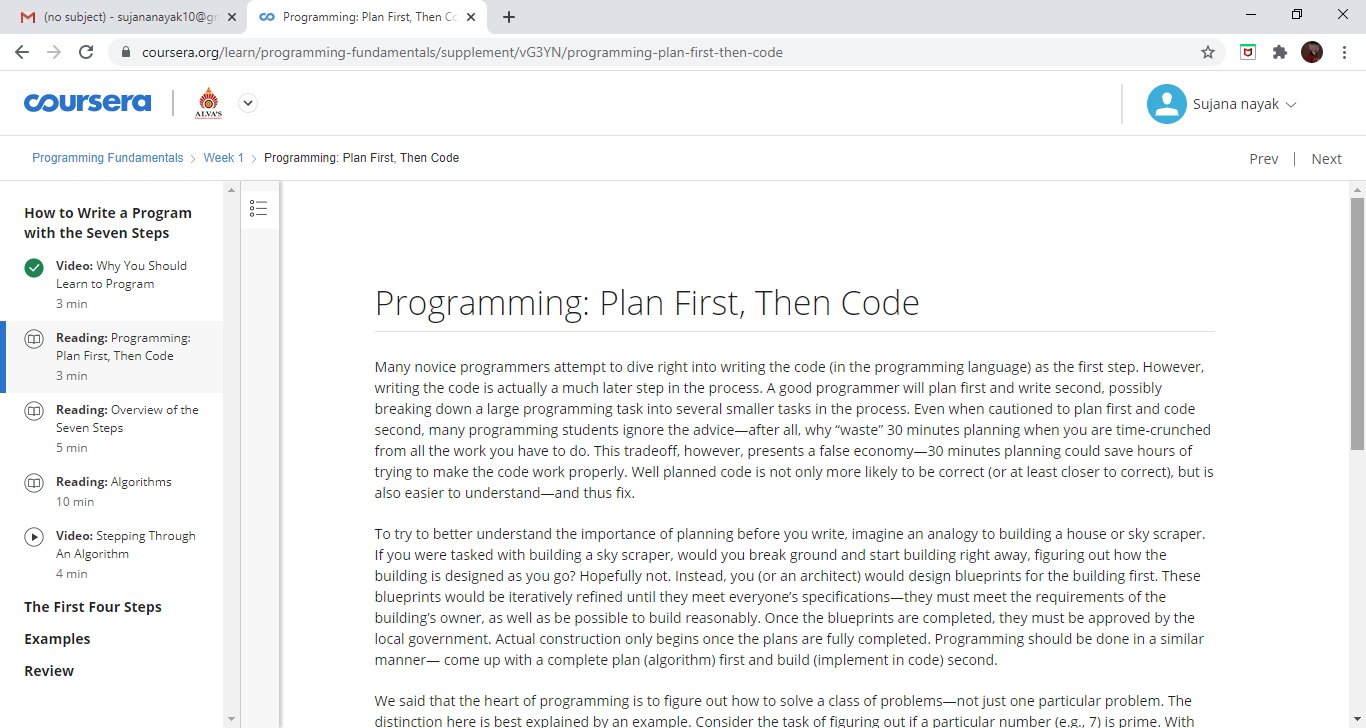 (no subject) - sujananayak10@gm
Programming: Plan First, Then Co
coursera.org/learn/programming-fundamentals/supplement/vG3YN/programming-plan-first-then-code
coursera
ALVA'S
Sujana nayak
Programming Fundamentals > Week 1 > Programming: Plan First, Then Code
Prev | Next
How to Write a Program
with the Seven Steps
Video: Why You Should
Learn to Program
3 min
Reading: Programming:
Plan First, Then Code
3 min
Reading: Overview of the
Seven Steps
5 min
Reading: Algorithms
10 min
Video: Stepping Through
An Algorithm
4 min
The First Four Steps
Examples
Review
Programming: Plan First, Then Code
Many novice programmers attempt to dive right into writing the code (in the programming language) as the first step. However,
writing the code is actually a much later step in the process. A good programmer will plan first and write second, possibly
breaking down a large programming task into several smaller tasks in the process. Even when cautioned to plan first and code
second, many programming students ignore the advice—after all, why “waste” 30 minutes planning when you are time-crunched
from all the work you have to do. This tradeoff, however, presents a false economy—30 minutes planning could save hours of
trying to make the code work properly. Well planned code is not only more likely to be correct (or at least closer to correct), but is
also easier to understand—and thus fix.
To try to better understand the importance of planning before you write, imagine an analogy to building a house or sky scraper.
If you were tasked with building a sky scraper, would you break ground and start building right away, figuring out how the
building is designed as you go? Hopefully not. Instead, you (or an architect) would design blueprints for the building first. These
blueprints would be iteratively refined until they meet everyone’s specifications—they must meet the requirements of the
building’s owner, as well as be possible to build reasonably. Once the blueprints are completed, they must be approved by the
local government. Actual construction only begins once the plans are fully completed. Programming should be done in a similar
manner— come up with a complete plan (algorithm) first and build (implement in code) second.
We said that the heart of programming is to figure out how to solve a class of problems—not just one particular problem. The
distinction here is best explained by an example. Consider the task of figuring out if a particular number (e.g., 7) is prime. With